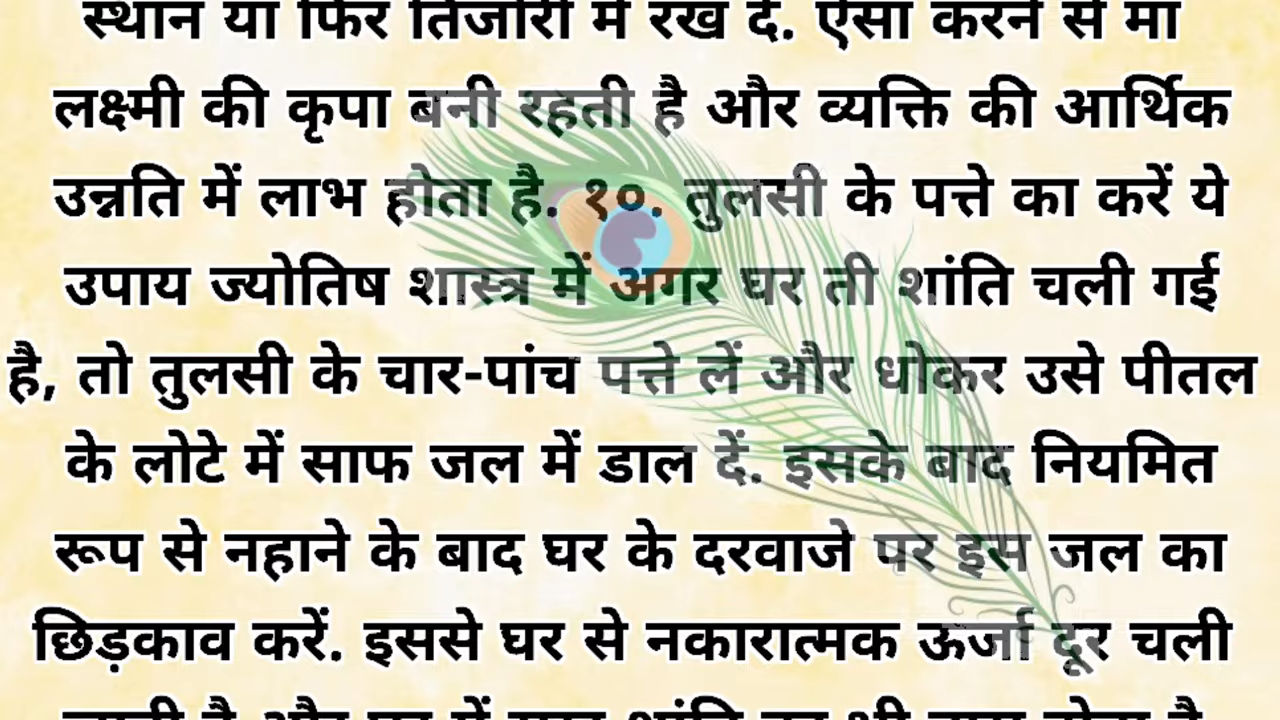 स्थान या फिर तिजोरी में रख दें. ऐसा करने से मां
लक्ष्मी की कृपा बनी रहती है और व्यक्ति की आर्थिक
उन्नति में लाभ होता है. १०. तुलसी के पत्ते का करें ये
उपाय ज्योतिष शास्त्र में अगर घर ती शांति चली गई
है, तो तुलसी के चार-पांच पत्ते लें और धोकर उसे पीतल
के लोटे में साफ जल में डाल दें. इसके बाद नियमित
रूप से नहाने के बाद घर के दरवाजे पर इस जल का
छिड़काव करें. इससे घर से नकारात्मक ऊर्जा दूर चली